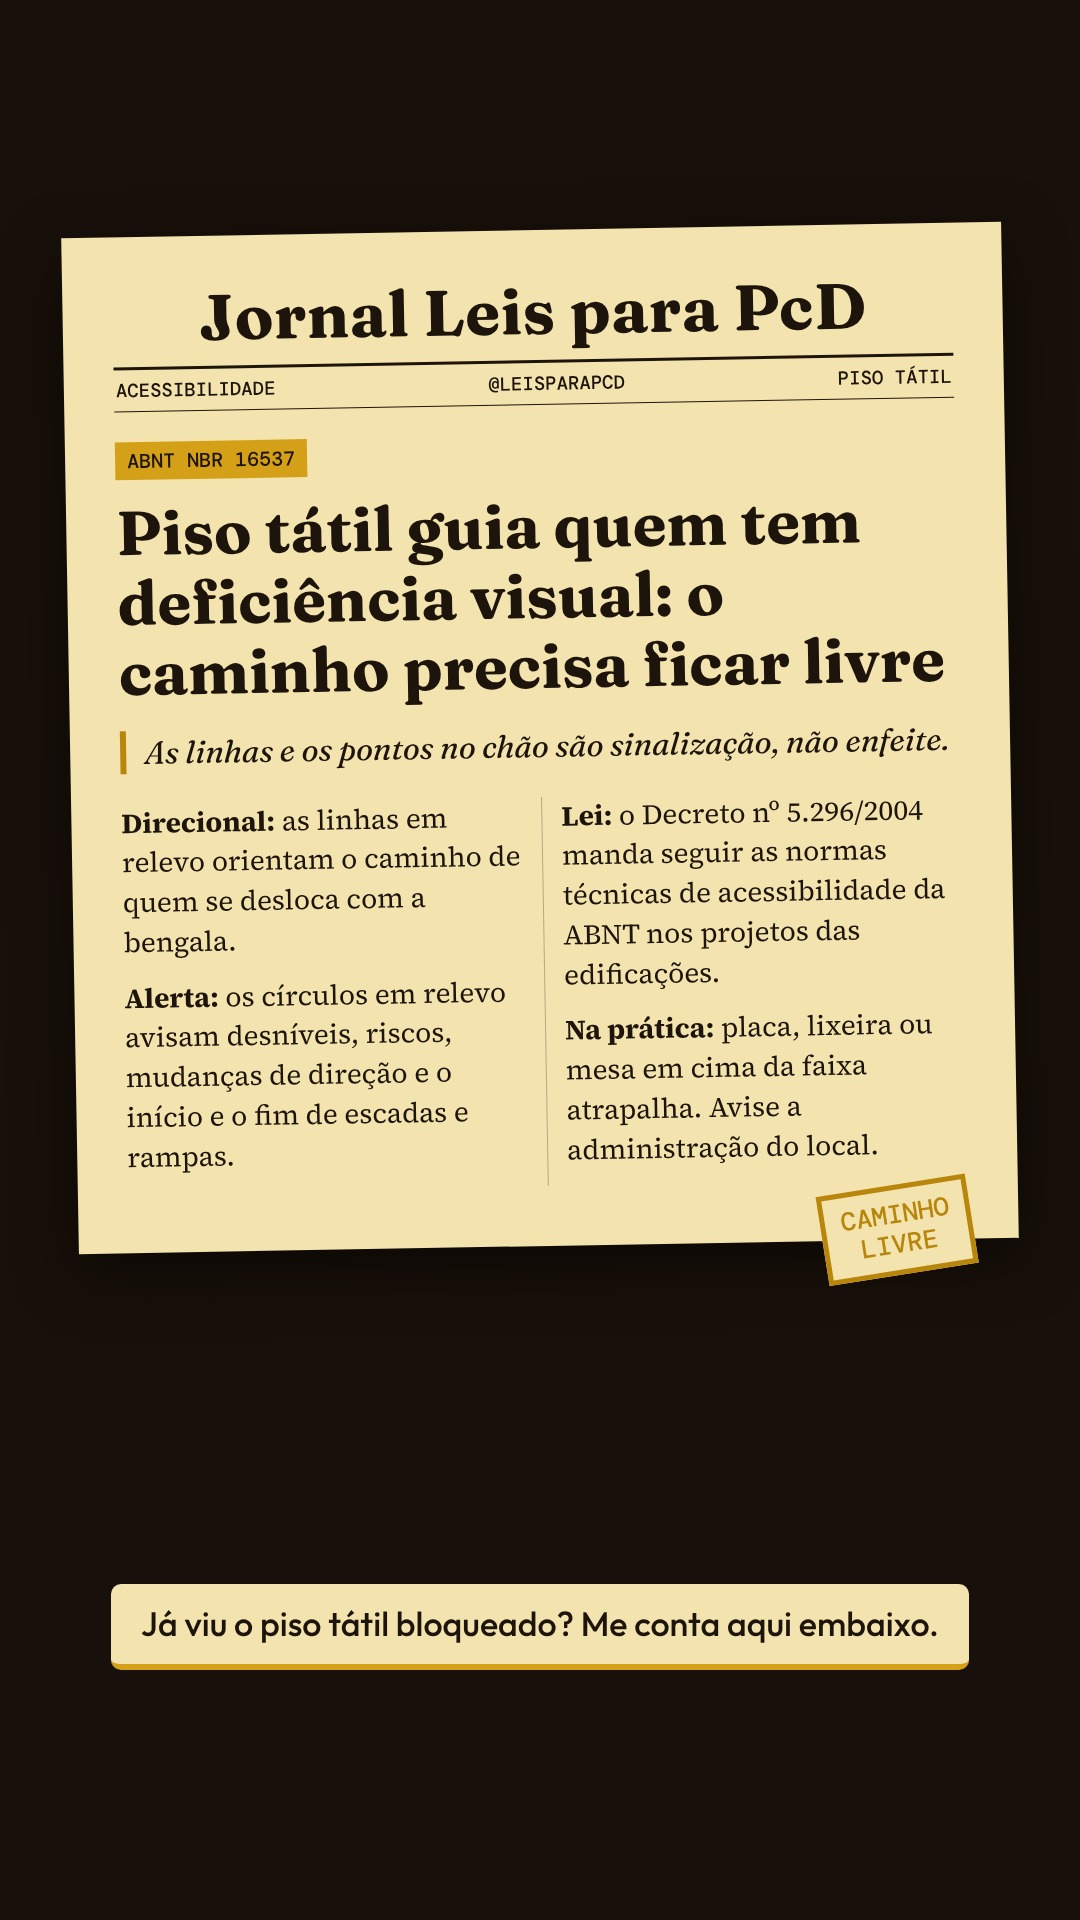 Jornal Leis para PcD
ACESSIBILIDADE
@LEISPARAPCD
PISO TÁTIL
ABNT NBR 16537
Piso tátil guia quem tem
deficiência visual: o
caminho precisa ficar livre
As linhas e os pontos no chão são sinalização, não enfeite.
Direcional: as linhas em
relevo orientam o caminho de
quem se desloca com a
bengala.
Alerta: os círculos em relevo
avisam desníveis, riscos,
mudanças de direção e o
início e o fim de escadas e
rampas.
Lei: o Decreto nº 5.296/2004
manda seguir as normas
técnicas de acessibilidade da
ABNT nos projetos das
edificações.
Na prática: placa, lixeira ou
mesa em cima da faixa
atrapalha. Avise a
administração do local.
CAMINHO
LIVRE
Já viu o piso tátil bloqueado? Me conta aqui embaixo.